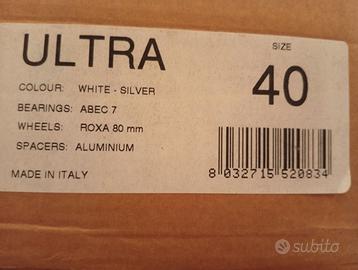 ULTRA
SIZE
40
COLOUR: WHITE - SILVER
BEARINGS: ABEC 7
WHEELS: ROXA 80 mm
SPACERS: ALUMINIUM
MADE IN ITALY
8 032715 520834
subito